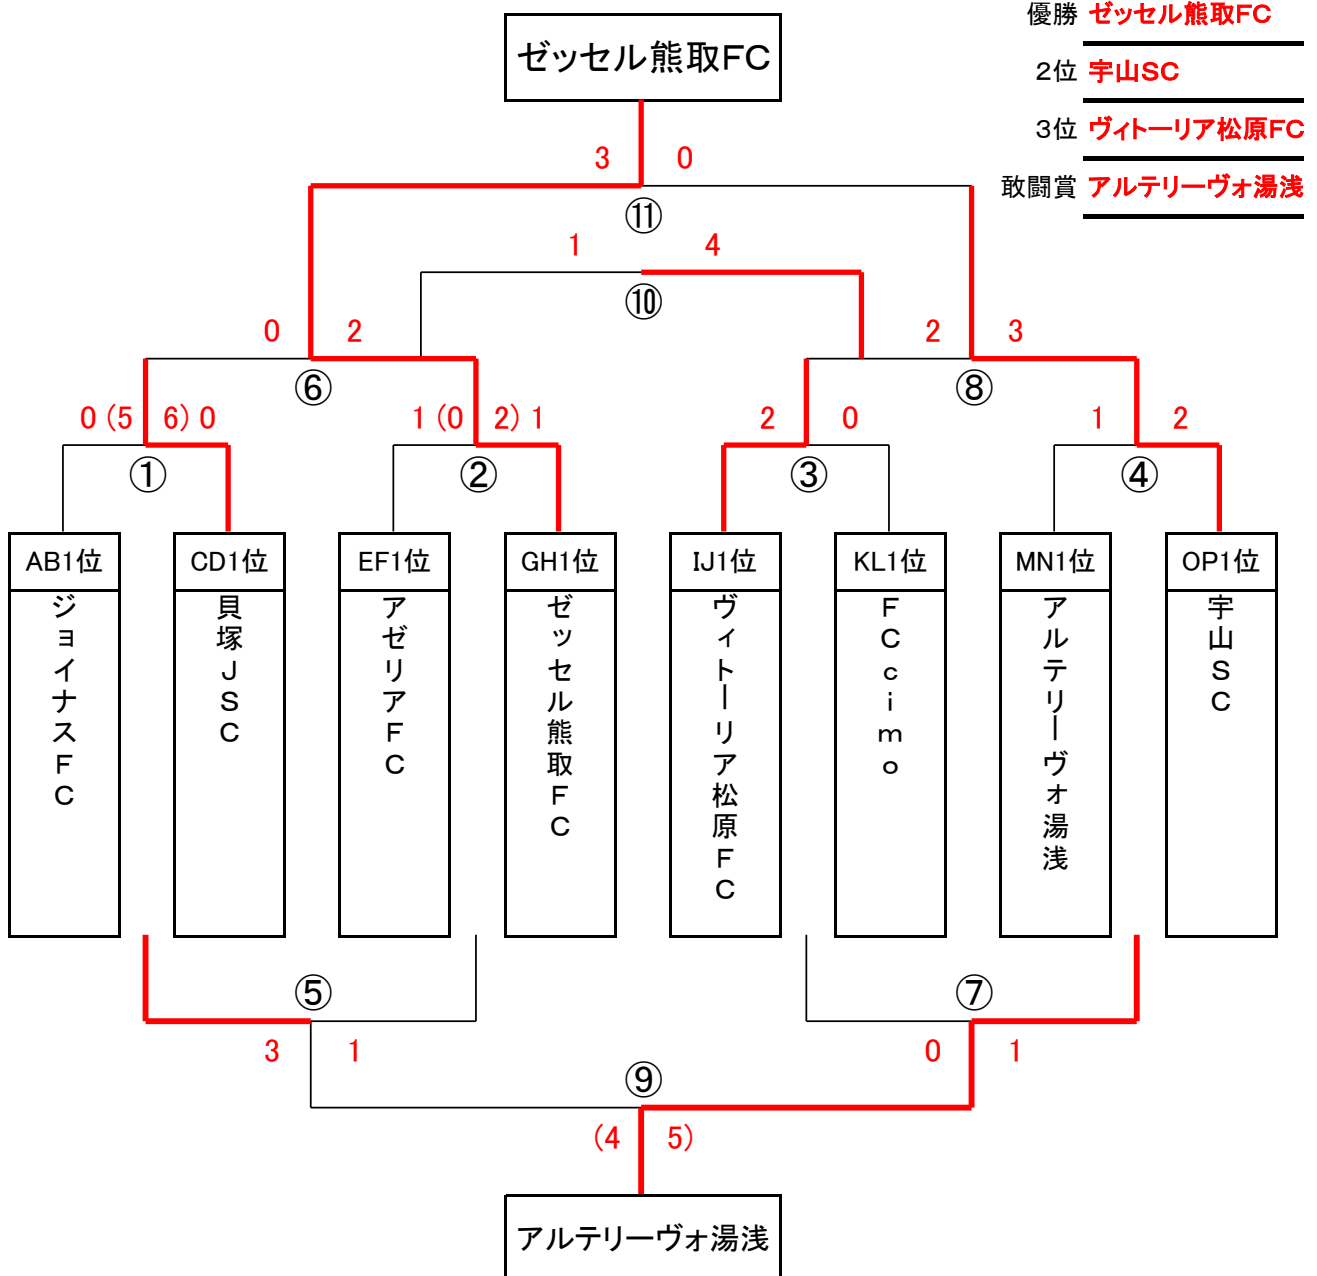 優勝 ゼッセル熊取FC
ゼッセル熊取FC
2位 宇山SC
3位 ヴィトーリア松原FC
敢闘賞 アルテリーヴォ湯浅
3 0
⑪
1 4
⑩
0 2 2 3
⑥ ⑧
0 (5 6) 0 1 (0 2) 1 2 0 1 2
① ② ③ ④
AB1位 CD1位 EF1位 GH1位 IJ1位 KL1位 MN1位 OP1位
ジョイナスFC
貝塚JSC
アゼリアFC
ゼッセル熊取FC
ヴィトーリア松原FC
FCcimo
アルテリーヴォ湯浅
宇山SC
⑤ ⑦
3 1 0 1
⑨
(4 5)
アルテリーヴォ湯浅